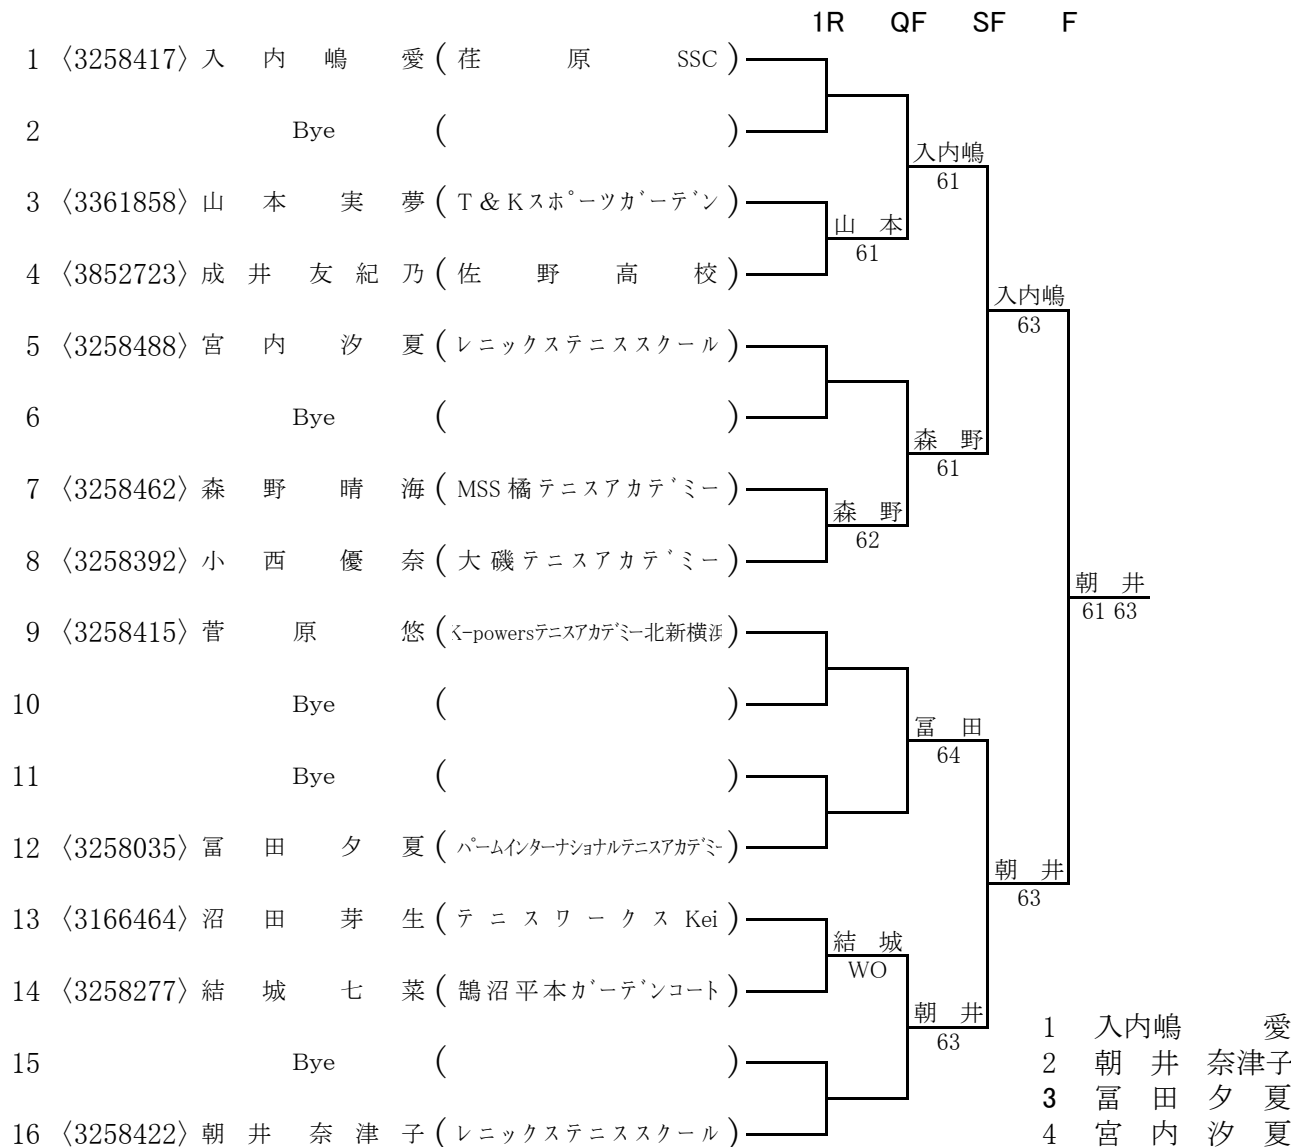 1R QF SF F
1 〈3258417〉 入内嶋 愛 (荏原 SSC)
2 Bye ( )
入内嶋
61
3 〈3361858〉 山本 実夢 (T＆Kスポーツガーデン)
山本
61
4 〈3852723〉 成井 友紀乃 (佐野高校)
入内嶋
63
5 〈3258488〉 宮内 汐夏 (レニックステニススクール)
6 Bye ( )
森野
61
7 〈3258462〉 森野 晴海 (MSS橘テニスアカデミー)
森野
62
8 〈3258392〉 小西 優奈 (大磯テニスアカデミー)
朝井
61 63
9 〈3258415〉 菅原 悠 (K-powersテニスアカデミー北新横浜)
10 Bye ( )
冨田
64
11 Bye ( )
12 〈3258035〉 冨田 夕夏 (パームインターナショナルテニスアカデミー)
朝井
63
13 〈3166464〉 沼田 芽生 (テニスワークス Kei)
結城
WO
14 〈3258277〉 結城 七菜 (鵠沼平本ガーデンコート)
朝井
63
15 Bye ( )
16 〈3258422〉 朝井 奈津子 (レニックステニススクール)
1 入内嶋 愛
2 朝井 奈津子
3 冨田 夕夏
4 宮内 汐夏